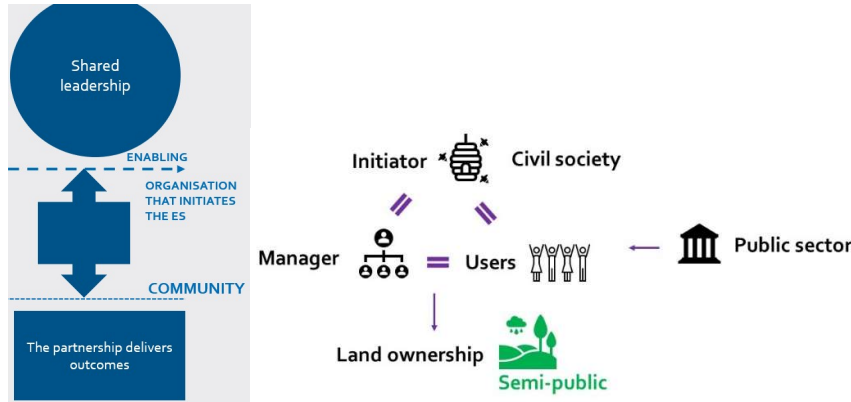 Shared
leadership
ENABLING
ORGANISATION
THAT INITIATES
THE ES
COMMUNITY
The partnership delivers
outcomes
Initiator
Civil society
Manager
Users
Public sector
Land ownership
Semi-public